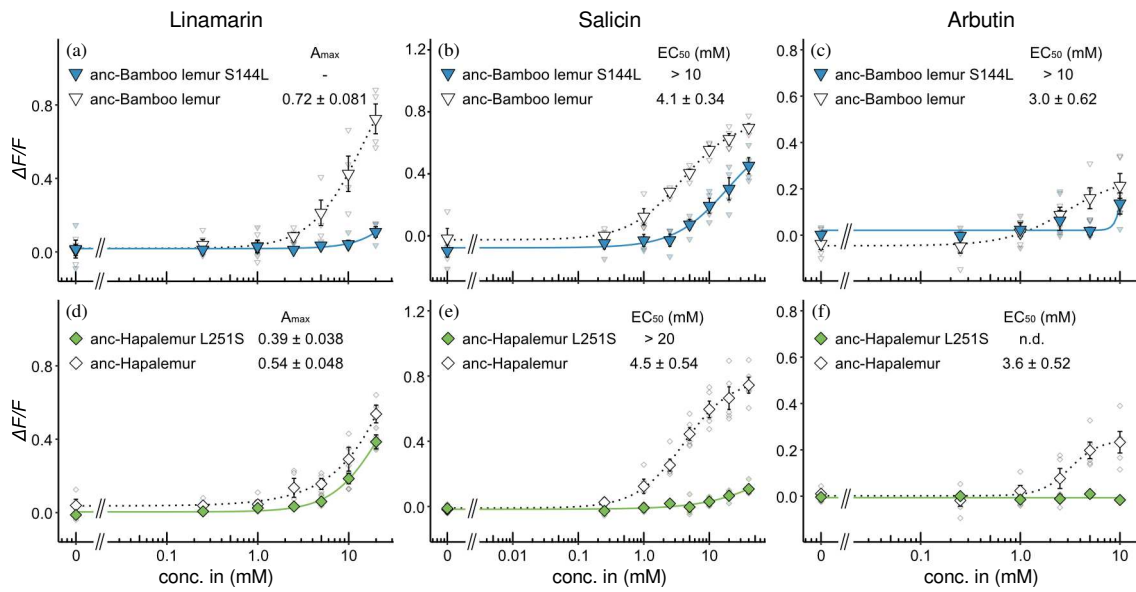 Linamarin
Salicin
Arbutin
(a)
Amax
anc-Bamboo lemur S144L -
anc-Bamboo lemur 0.72 ± 0.081
0.8
0.4
0.0
ΔF/F
(b)
EC50 (mM)
anc-Bamboo lemur S144L > 10
anc-Bamboo lemur 4.1 ± 0.34
1.2
0.8
0.4
0.0
(c)
EC50 (mM)
anc-Bamboo lemur S144L > 10
anc-Bamboo lemur 3.0 ± 0.62
0.8
0.6
0.4
0.2
0.0
(d)
Amax
anc-Hapalemur L251S 0.39 ± 0.038
anc-Hapalemur 0.54 ± 0.048
0.8
0.4
0.0
ΔF/F
0 // 0.1 1.0 10
conc. in (mM)
(e)
EC50 (mM)
anc-Hapalemur L251S > 20
anc-Hapalemur 4.5 ± 0.54
1.2
0.8
0.4
0.0
0 // 0.01 0.1 1.0 10
conc. in (mM)
(f)
EC50 (mM)
anc-Hapalemur L251S n.d.
anc-Hapalemur 3.6 ± 0.52
0.8
0.6
0.4
0.2
0.0
0 // 0.1 1.0 10
conc. in (mM)